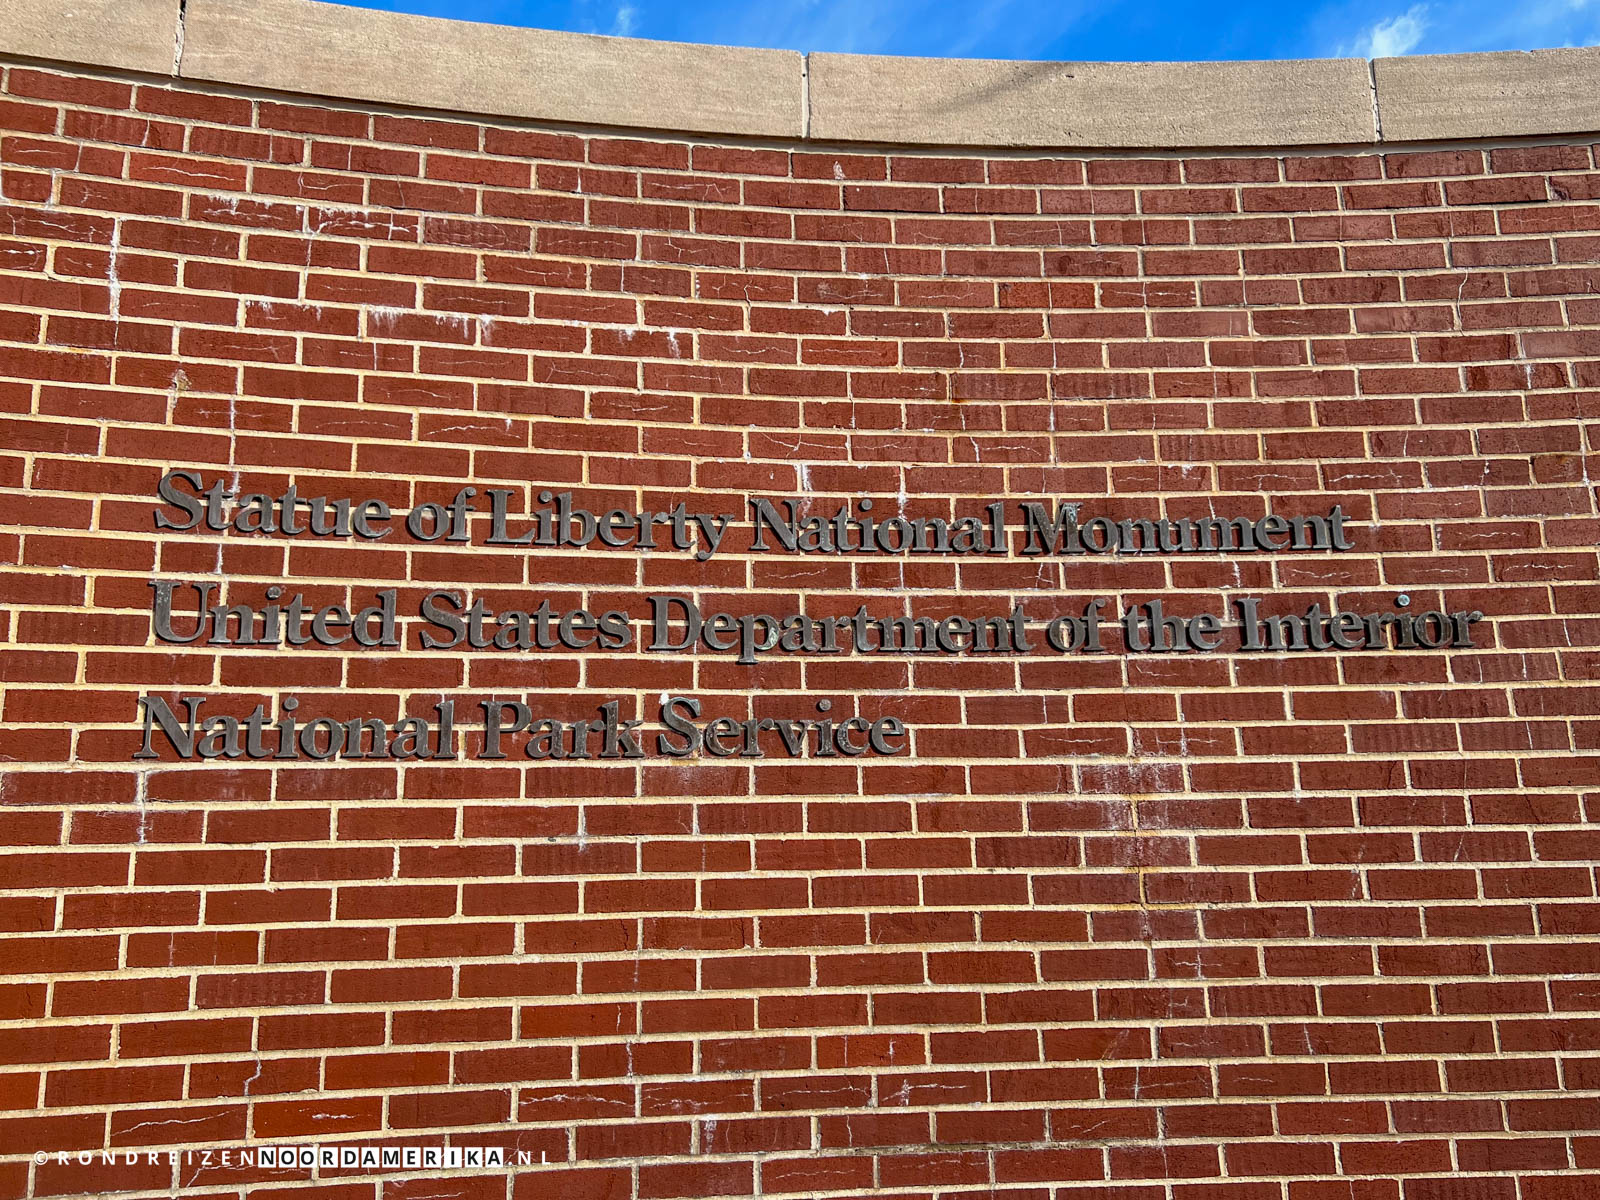 Statue of Liberty National Monument
United States Department of the Interior
National Park Service
©RONDREIZENNOORDAMERIKA.NL